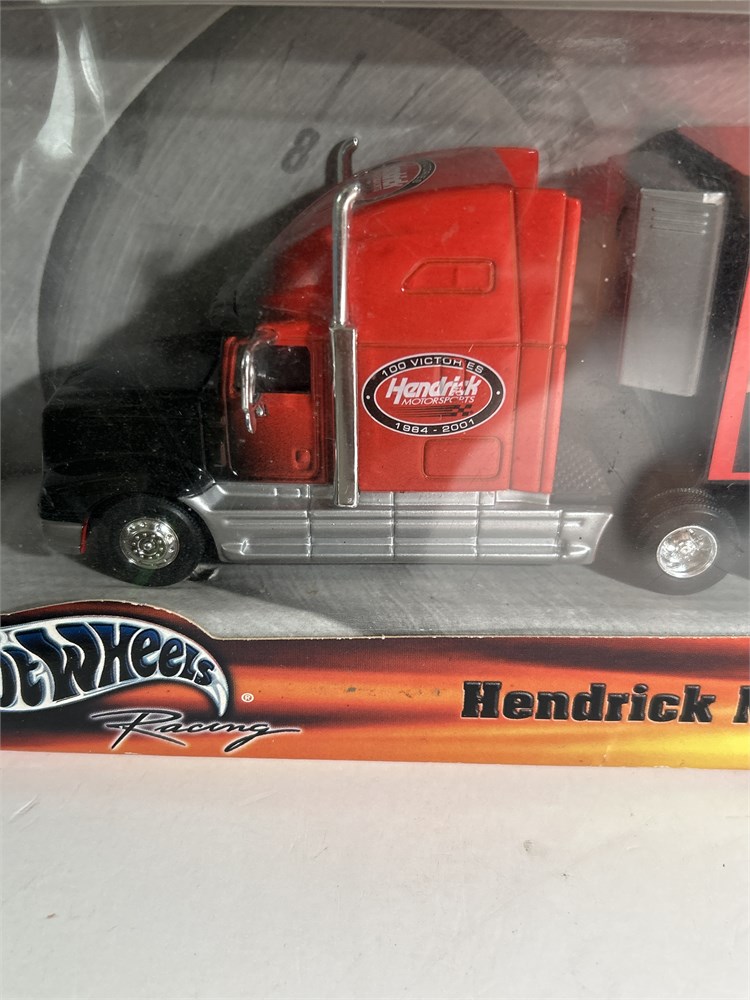 8
100 VICTORIES
Hendrick
MOTORSPORTS
1984 - 2001
Hot Wheels ®
Racing
Hendrick